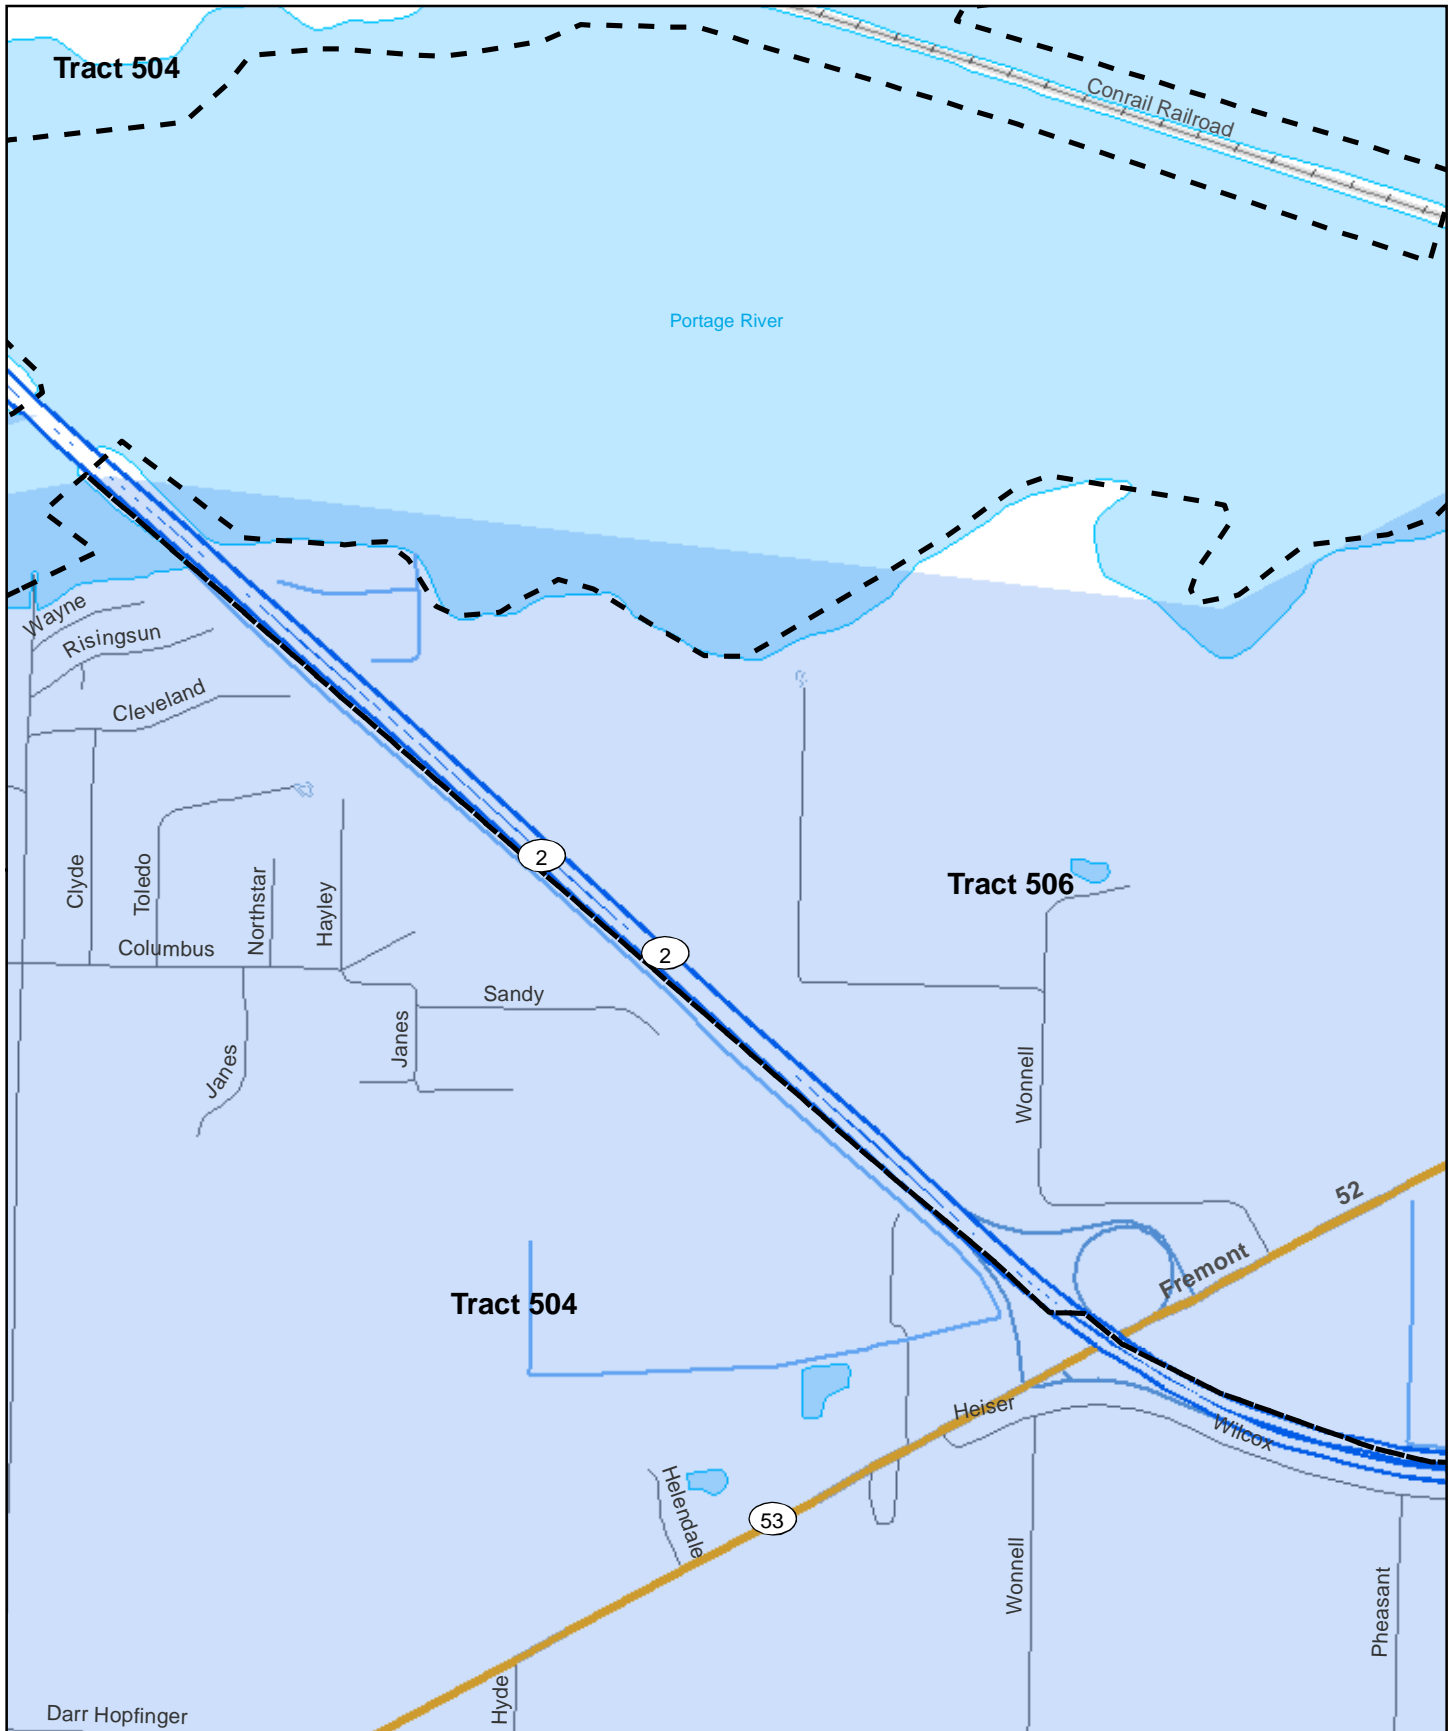 Tract 504
Conrail Railroad
Portage River
Wayne
Risingsun
Cleveland
Clyde
Toledo
Northstar
Hayley
2
Tract 506
Columbus
2
Sandy
Janes
Janes
Wonnell
52
Fremont
Tract 504
Heiser
Wilcox
Helendale
53
Wonnell
Pheasant
Hyde
Darr Hopfinger